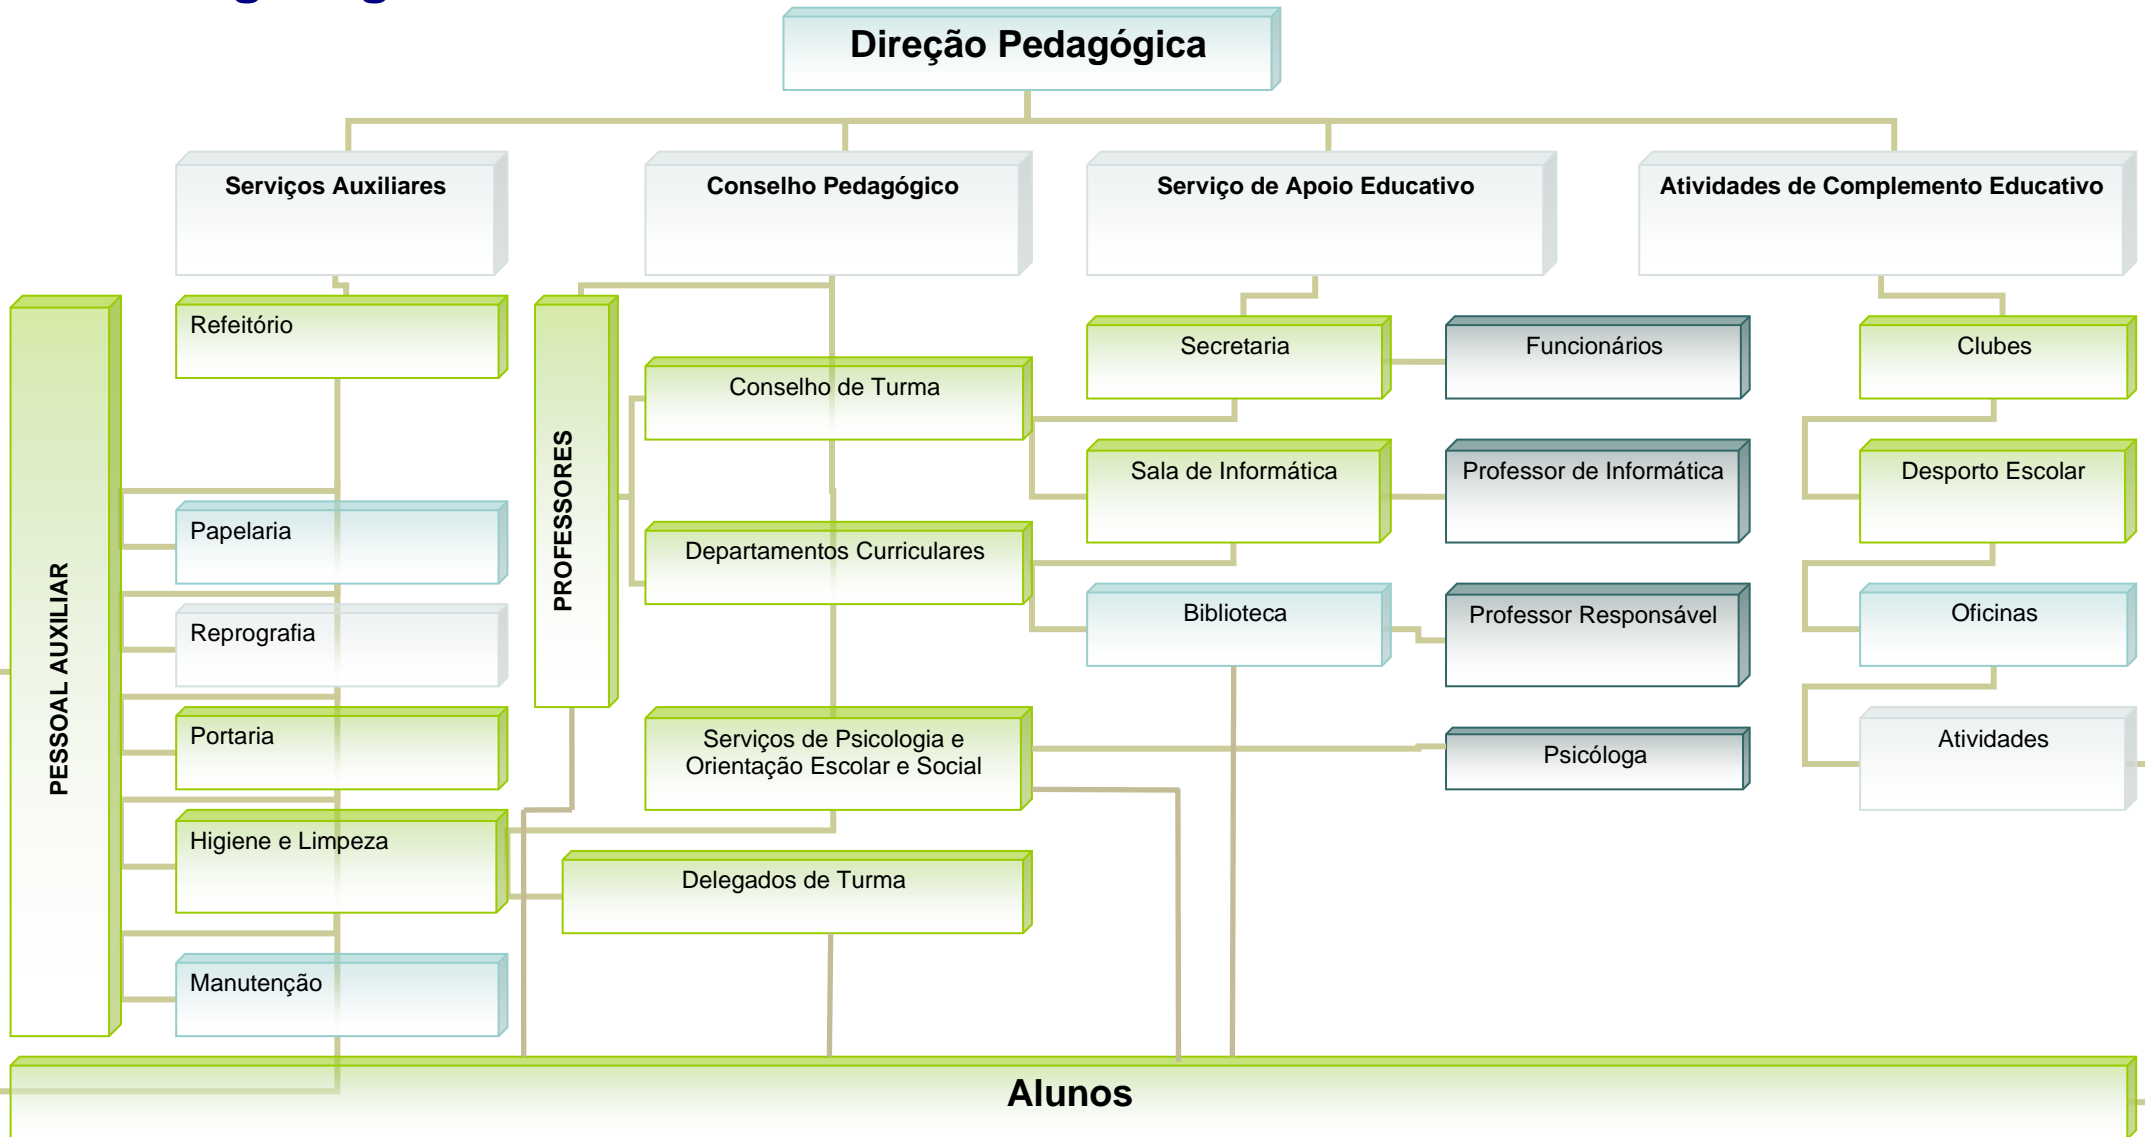 Direção Pedagógica
Serviços Auxiliares
Conselho Pedagógico
Serviço de Apoio Educativo
Atividades de Complemento Educativo
PESSOAL AUXILIAR
Refeitório
Papelaria
Reprografia
Portaria
Higiene e Limpeza
Manutenção
PROFESSORES
Conselho de Turma
Departamentos Curriculares
Serviços de Psicologia e
Orientação Escolar e Social
Delegados de Turma
Secretaria
Funcionários
Sala de Informática
Professor de Informática
Biblioteca
Professor Responsável
Psicóloga
Clubes
Desporto Escolar
Oficinas
Atividades
Alunos